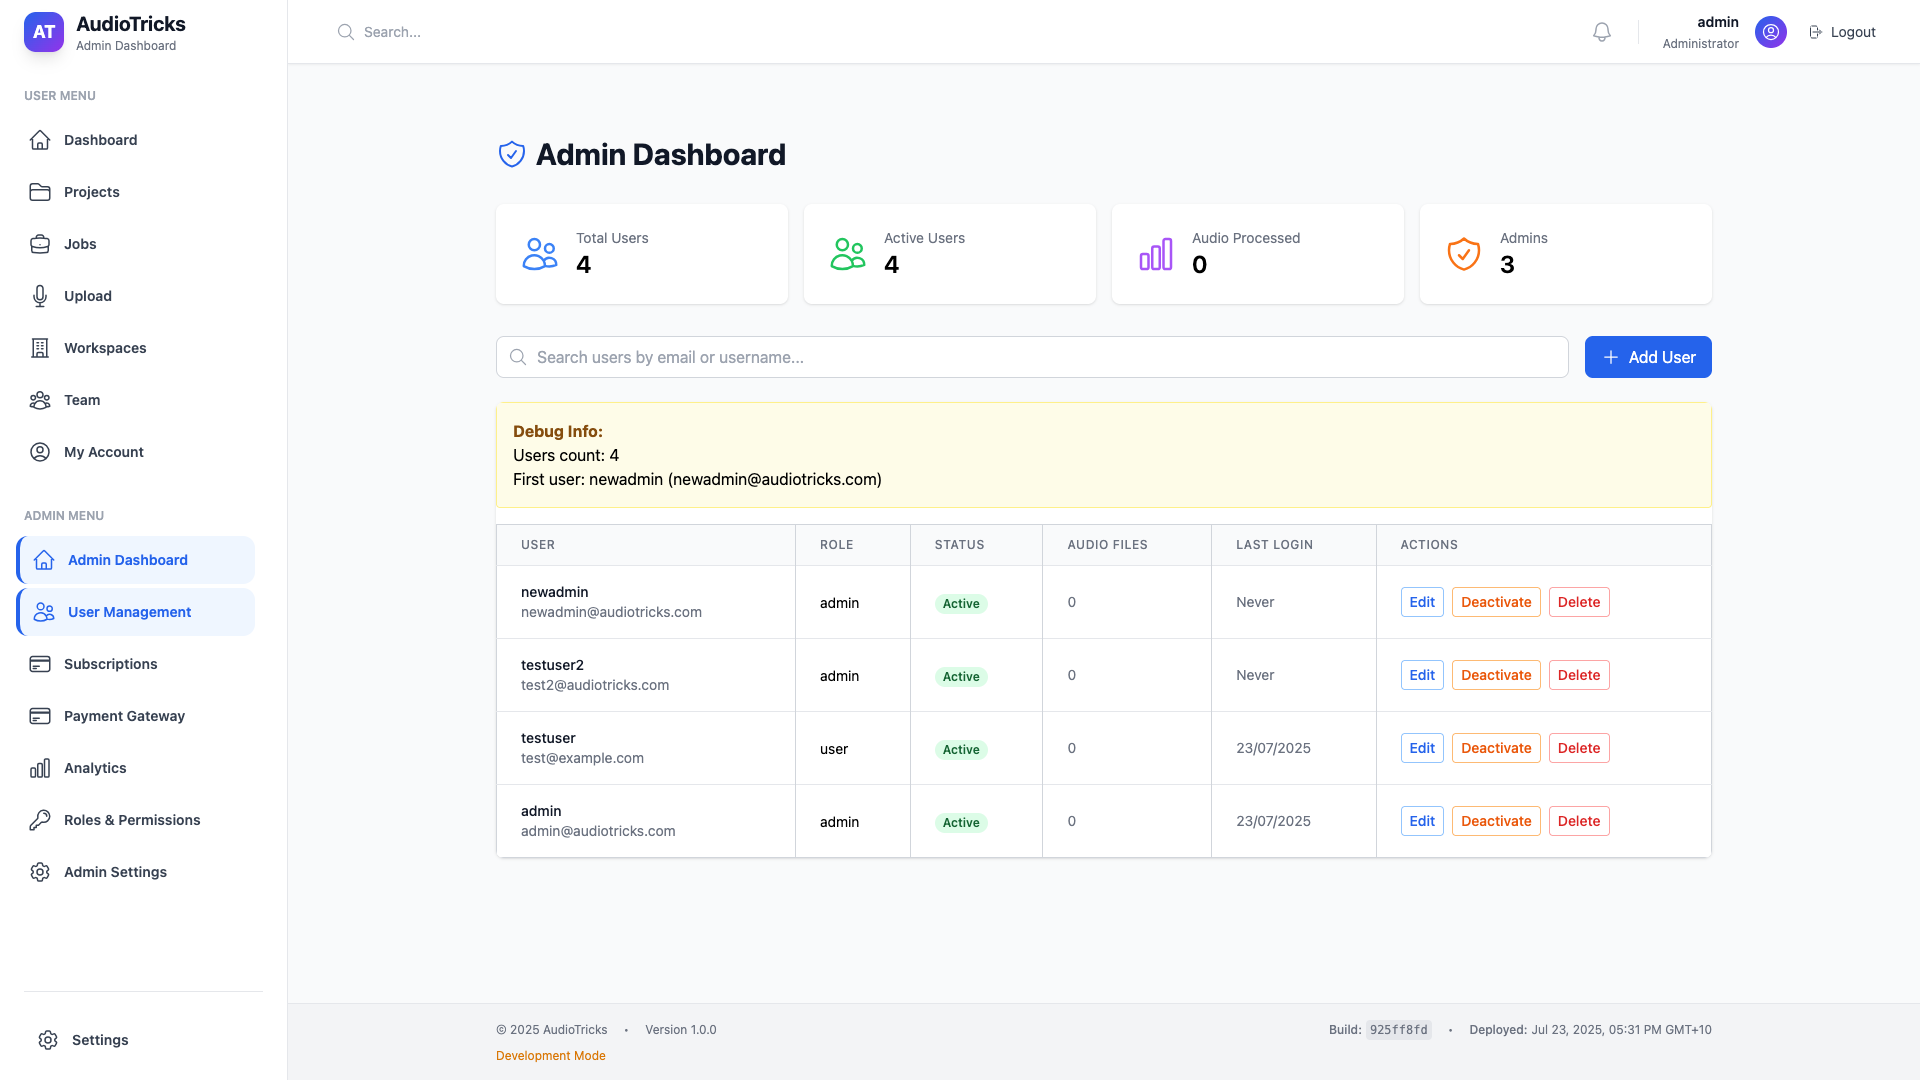 AT
AudioTricks
Admin Dashboard
USER MENU
Dashboard
Projects
Jobs
Upload
Workspaces
Team
My Account
ADMIN MENU
Admin Dashboard
User Management
Subscriptions
Payment Gateway
Analytics
Roles & Permissions
Admin Settings
Settings
Search...
admin
Administrator
Logout
Admin Dashboard
Total Users
4
Active Users
4
Audio Processed
0
Admins
3
Search users by email or username...
Add User
Debug Info:
Users count: 4
First user: newadmin (newadmin@audiotricks.com)
USER ROLE STATUS AUDIO FILES LAST LOGIN ACTIONS
newadmin
newadmin@audiotricks.com
admin Active 0 Never Edit Deactivate Delete
testuser2
test2@audiotricks.com
admin Active 0 Never Edit Deactivate Delete
testuser
test@example.com
user Active 0 23/07/2025 Edit Deactivate Delete
admin
admin@audiotricks.com
admin Active 0 23/07/2025 Edit Deactivate Delete
© 2025 AudioTricks • Version 1.0.0
Development Mode
Build: 925ff8fd • Deployed: Jul 23, 2025, 05:31 PM GMT+10